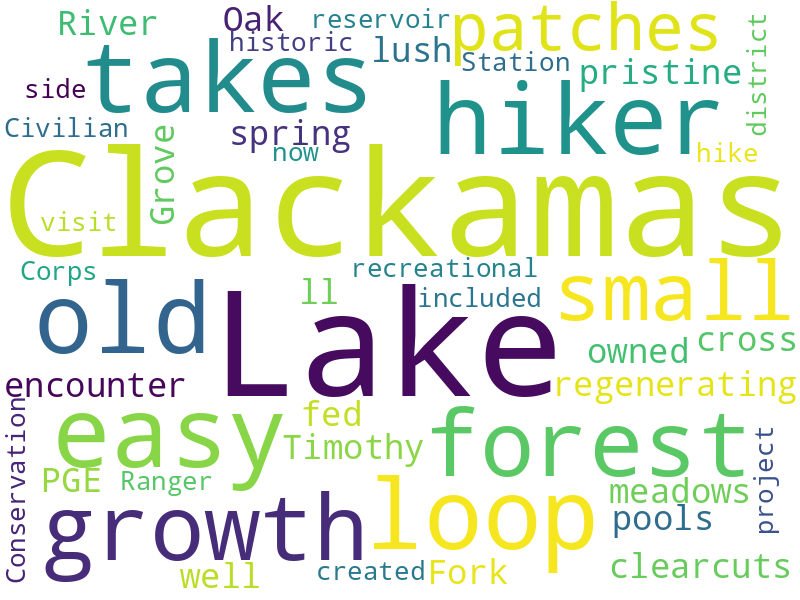 River
Oak
reservoir
patches
historic
lush
Station
district
takes
pristine
side
hiker
Civilian
spring
Grove
now
hike
Clackamas
visit
Corps
recreational
ll
included
small
old
Lake
owned
cross
encounter
regenerating
Conservation
easy
fed
Timothy
forest
project
PGE
Ranger
meadows
growth
loop
pools
well
created
Fork
clearcuts